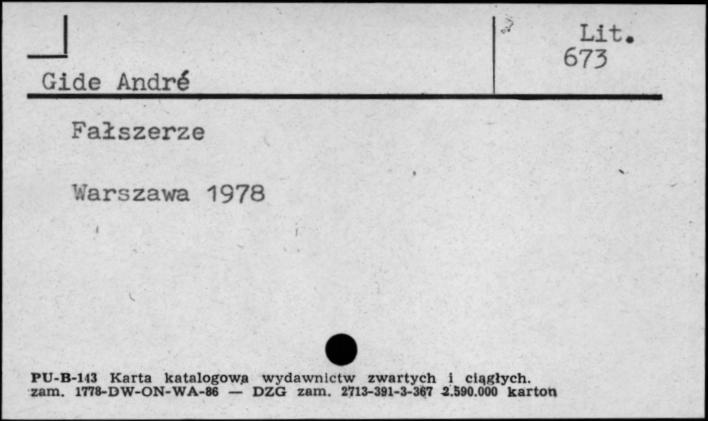 Lit.
673
Gide André
Fałszerze
Warszawa 1978
PU-B-143 Karta katalogowa wydawnictw zwartych i ciągłych.
zam. 1778-DW-ON-WA-86 — DZG zam. 2713-391-3-367 2.590.000 karton